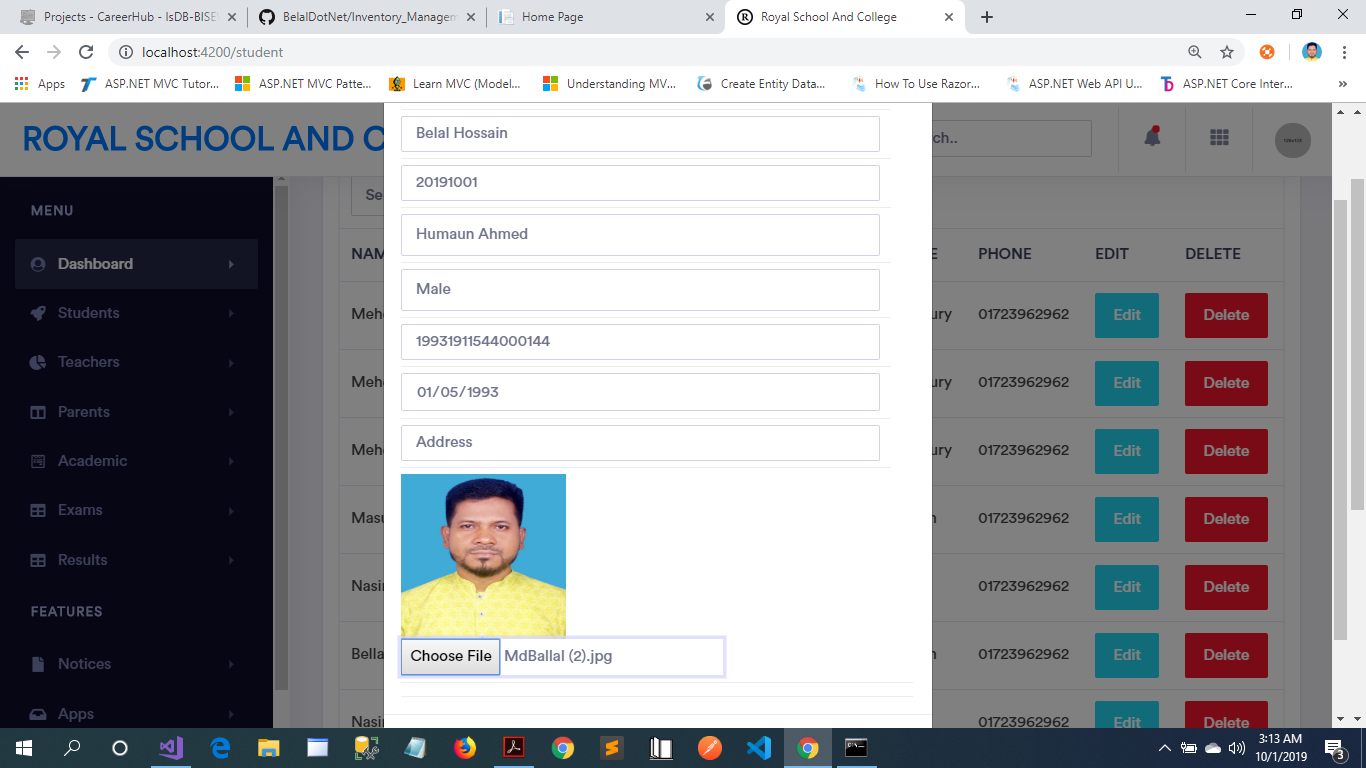 Projects - CareerHub - IsDB-BISE
BelalDotNet/Inventory_Managem
Home Page
Royal School And College
localhost:4200/student
Apps
ASP.NET MVC Tutor...
ASP.NET MVC Patte...
Learn MVC (Model...
Understanding MV...
Create Entity Data...
How To Use Razor...
ASP.NET Web API U...
ASP.NET Core Inter...
ROYAL SCHOOL AND C
ch..
MENU
Dashboard
Students
Teachers
Parents
Academic
Exams
Results
FEATURES
Notices
Apps
Belal Hossain
20191001
Humaun Ahmed
Male
19931911544000144
01/05/1993
Address
Choose File MdBallal (2).jpg
Se
NAM E PHONE EDIT DELETE
Meh ury 01723962962 Edit Delete
Meh ury 01723962962 Edit Delete
Meh ury 01723962962 Edit Delete
Masu n 01723962962 Edit Delete
Nasi 01723962962 Edit Delete
Bella n 01723962962 Edit Delete
Nasi 01723962962 Edit Delete
3:13 AM
10/1/2019
3